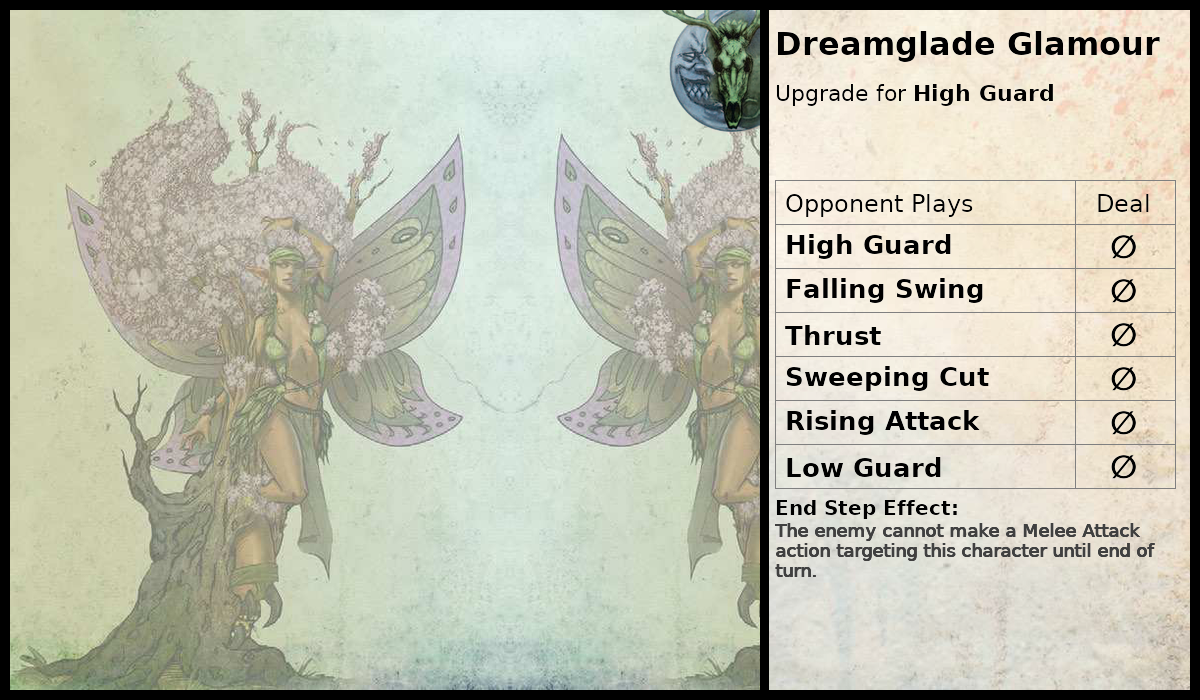 Dreamglade Glamour
Upgrade for High Guard
Opponent Plays Deal
High Guard ∅
Falling Swing ∅
Thrust ∅
Sweeping Cut ∅
Rising Attack ∅
Low Guard ∅
End Step Effect:
The enemy cannot make a Melee Attack
action targeting this character until end of
turn.